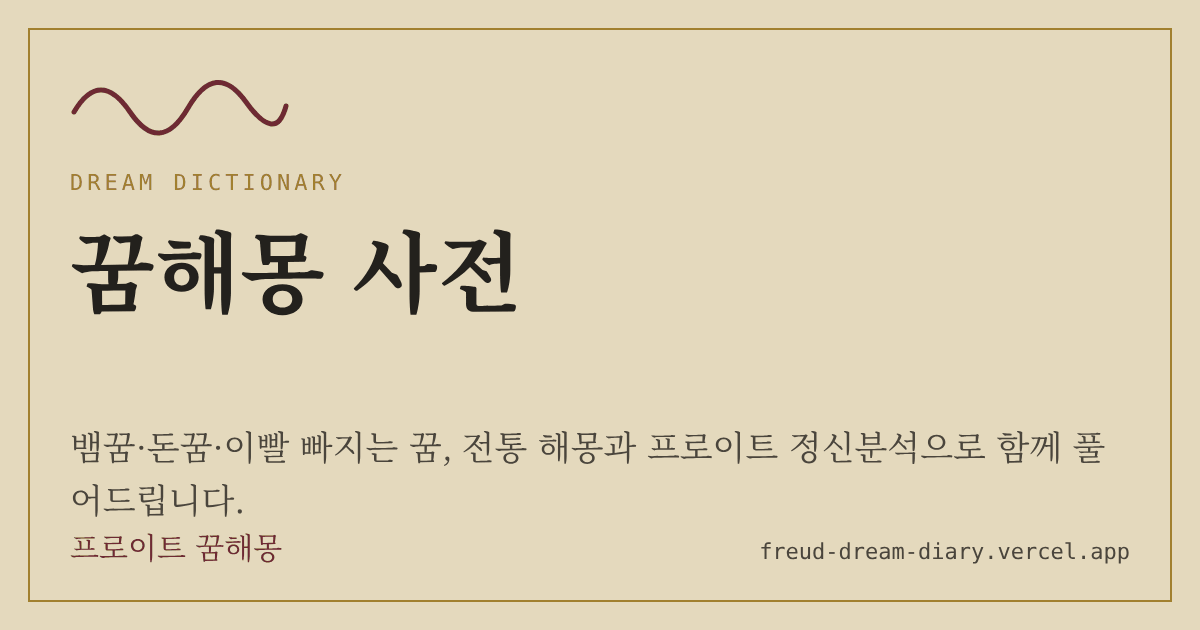 DREAM DICTIONARY
꿈해몽 사전
뱀꿈·돈꿈·이빨 빠지는 꿈, 전통 해몽과 프로이트 정신분석으로 함께 풀
어드립니다.
프로이트 꿈해몽
freud-dream-diary.vercel.app